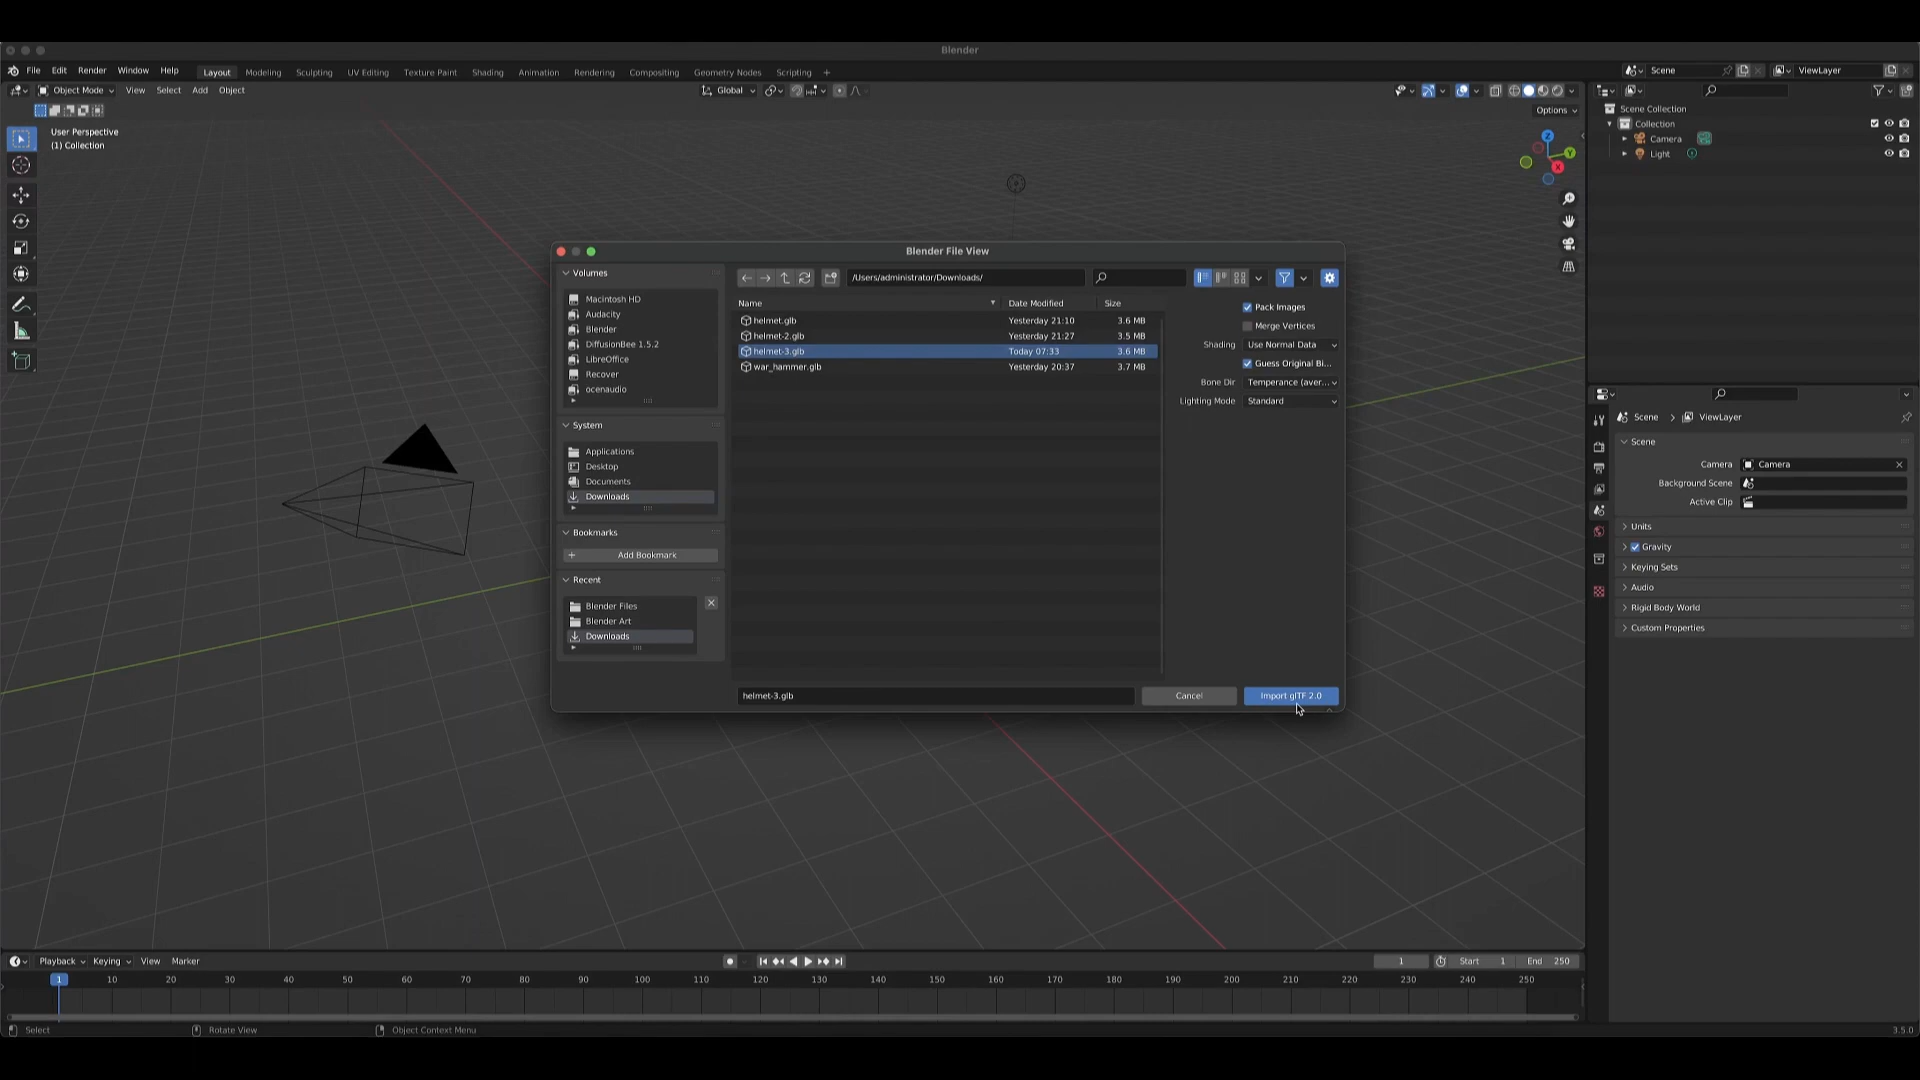 Blender
File Edit Render Window Help Layout Modeling Sculpting UV Editing Texture Paint Shading Animation Rendering Compositing Geometry Nodes Scripting + Scene ViewLayer
Object Mode View Select Add Object Global
Options
User Perspective
(1) Collection
Scene Collection
Collection
Camera
Light
Z
Y
X
Blender File View
Volumes
Macintosh HD
Audacity
Blender
DiffusionBee 1.5.2
LibreOffice
Recover
ocenaudio
System
Applications
Desktop
Documents
Downloads
Bookmarks
Add Bookmark
Recent
Blender Files
Blender Art
Downloads
/Users/administrator/Downloads/
Name Date Modified Size
helmet.glb Yesterday 21:10 3.6 MB
helmet-2.glb Yesterday 21:27 3.5 MB
helmet-3.glb Today 07:33 3.6 MB
war_hammer.glb Yesterday 20:37 3.7 MB
Pack Images
Merge Vertices
Shading Use Normal Data
Guess Original Bi...
Bone Dir Temperance (aver...
Lighting Mode Standard
helmet-3.glb Cancel Import glTF 2.0
Scene > ViewLayer
Scene
Camera Camera
Background Scene
Active Clip
Units
Gravity
Keying Sets
Audio
Rigid Body World
Custom Properties
Playback Keying View Marker 1 Start 1 End 250
1 10 20 30 40 50 60 70 80 90 100 110 120 130 140 150 160 170 180 190 200 210 220 230 240 250
Select Rotate View Object Context Menu 3.5.0